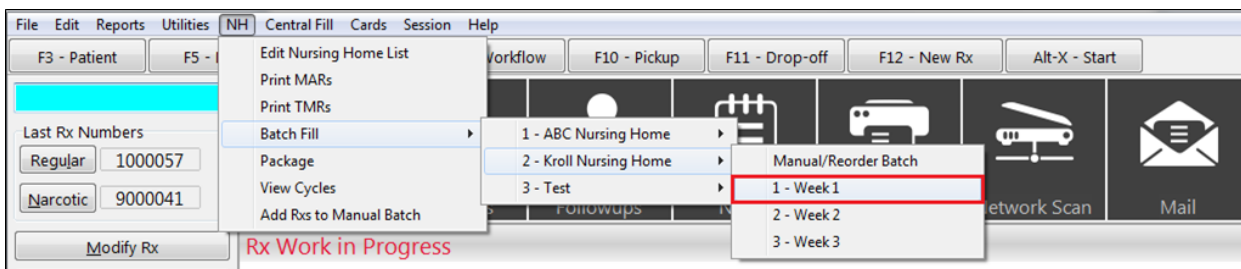 File Edit Reports Utilities NH Central Fill Cards Session Help
F3 - Patient F5 - Workflow F10 - Pickup F11 - Drop-off F12 - New Rx Alt-X - Start
Edit Nursing Home List
Print MARs
Print TMRs
Last Rx Numbers
Batch Fill
1 - ABC Nursing Home
Regular 1000057
Package
2 - Kroll Nursing Home
Manual/Reorder Batch
View Cycles
3 - Test
1 - Week 1
Narcotic 9000041
Add Rxs to Manual Batch
Followups
2 - Week 2
Network Scan
Mail
3 - Week 3
Modify Rx
Rx Work in Progress